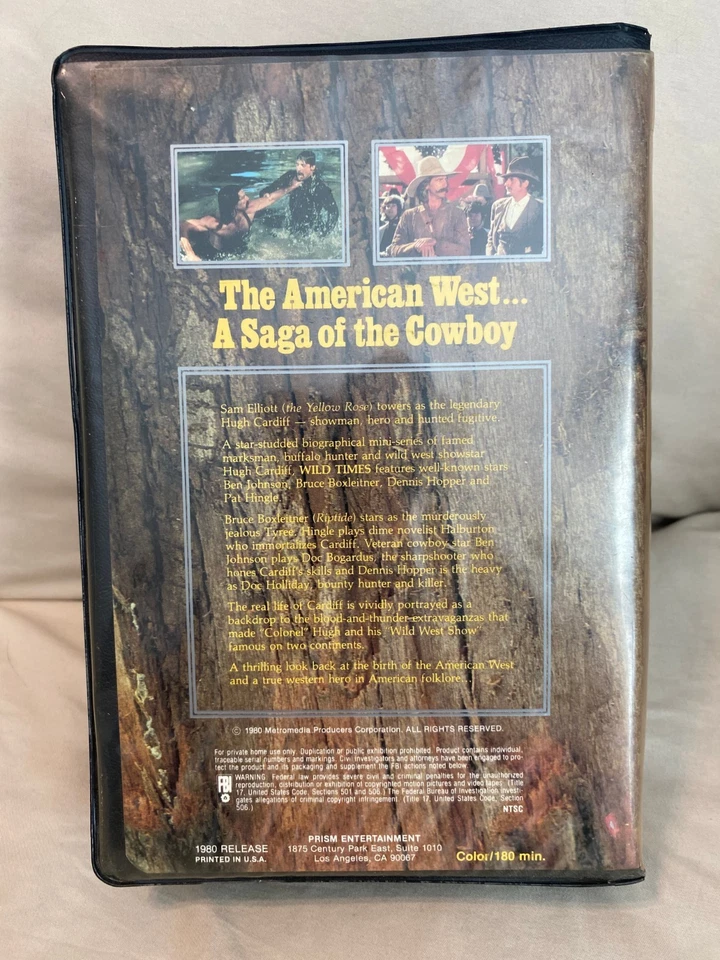 The American West...
A Saga of the Cowboy
Sam Elliott (the Yellow Rose) towers as the legendary
Hugh Cardiff — showman, hero and hunted fugitive.
A star-studded biographical mini-series of famed
marksman, buffalo hunter and wild west showstar
Hugh Cardiff, WILD TIMES features well-known stars
Ben Johnson, Bruce Boxleitner, Dennis Hopper and
Pat Hingle.
Bruce Boxleitner (Riptide) stars as the murderously
jealous Tyree. Hingle plays dime novelist Halburton
who immortalizes Cardiff. Veteran cowboy star Ben
Johnson plays Doc Bogardus, the sharpshooter who
hones Cardiff's skills and Dennis Hopper is the heavy
as Doc Holliday, bounty hunter and killer.
The real life of Cardiff is vividly portrayed as a
backdrop to the blood-and-thunder extravaganzas that
made "Colonel" Hugh and his "Wild West Show"
famous on two continents.
A thrilling look back at the birth of the American West
and a true western hero in American folklore...
© 1980 Metromedia Producers Corporation. ALL RIGHTS RESERVED.
For private home use only. Duplication or public exhibition prohibited. Product contains individual,
traceable serial numbers and markings. Civil investigators and attorneys have been engaged to pro-
tect the product and its packaging and supplement the FBI actions noted below.
FBI
WARNING: Federal law provides severe civil and criminal penalties for the unauthorized
reproduction, distribution or exhibition of copyrighted motion pictures and video tapes. (Title
17, United States Code, Sections 501 and 506.) The Federal Bureau of Investigation investi-
gates allegations of criminal copyright infringement. (Title 17, United States Code, Section
506.)
NTSC
1980 RELEASE
PRINTED IN U.S.A.
PRISM ENTERTAINMENT
1875 Century Park East, Suite 1010
Los Angeles, CA 90067
Color/180 min.